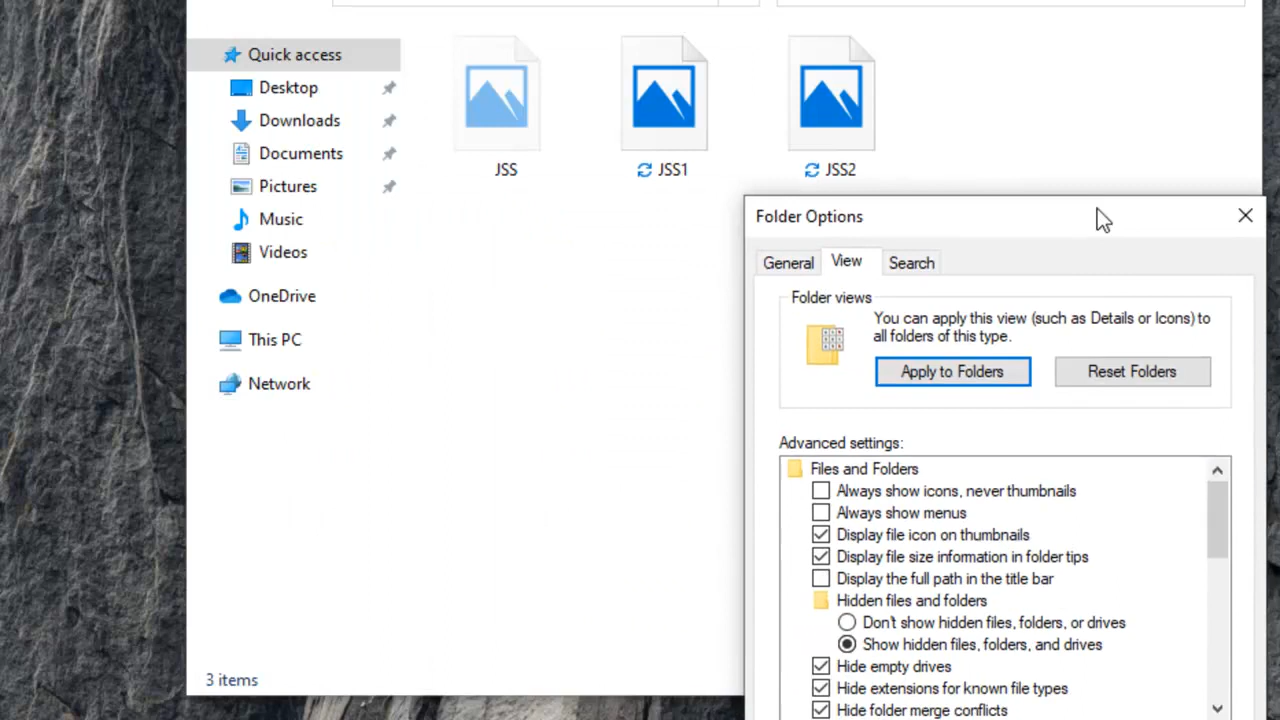 Quick access
Desktop
Downloads
Documents
Pictures
Music
Videos
OneDrive
This PC
Network
JSS
JSS1
JSS2
3 items
Folder Options
General
View
Search
Folder views
You can apply this view (such as Details or Icons) to
all folders of this type.
Apply to Folders
Reset Folders
Advanced settings:
Files and Folders
Always show icons, never thumbnails
Always show menus
Display file icon on thumbnails
Display file size information in folder tips
Display the full path in the title bar
Hidden files and folders
Don't show hidden files, folders, or drives
Show hidden files, folders, and drives
Hide empty drives
Hide extensions for known file types
Hide folder merge conflicts